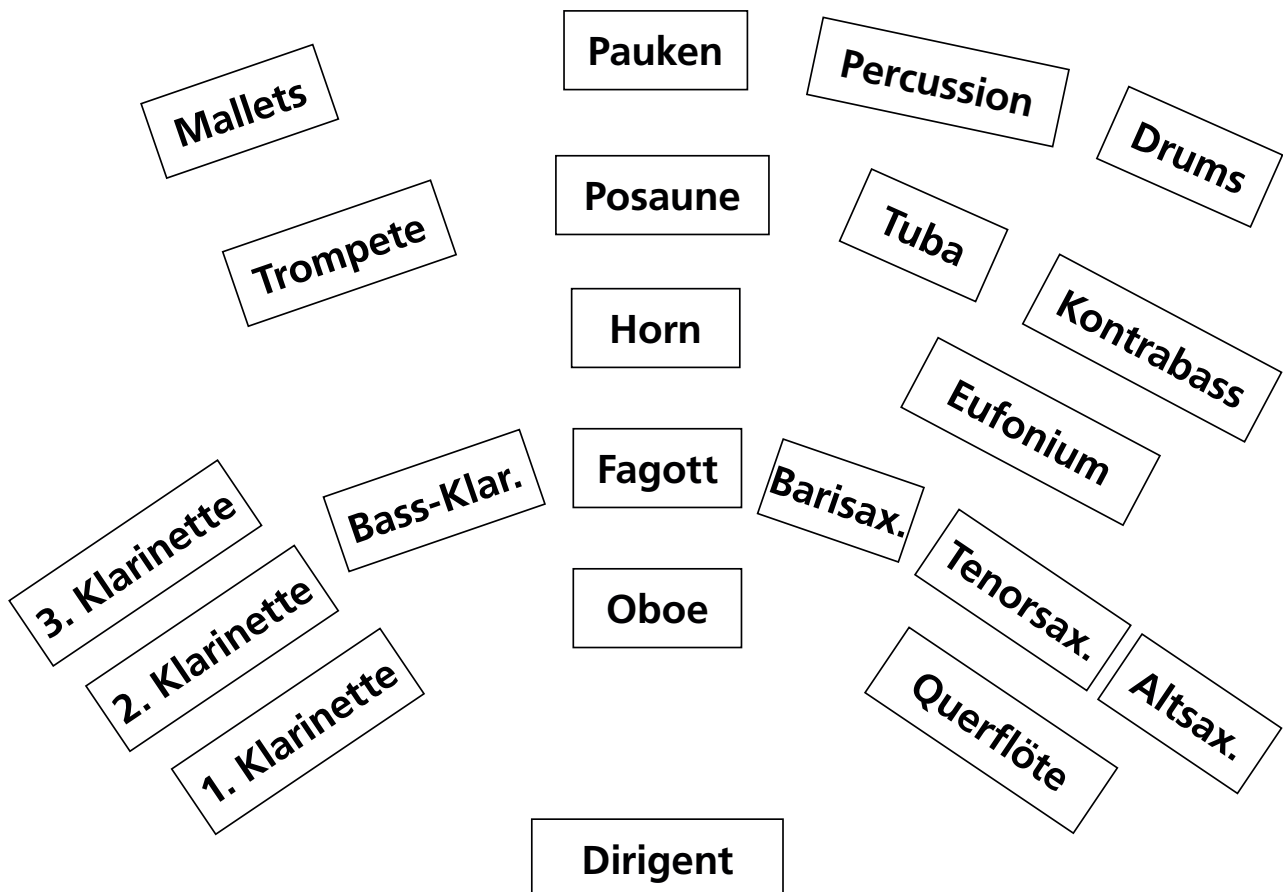 Pauken
Percussion
Mallets
Drums
Posaune
Tuba
Trompete
Horn
Kontrabass
Eufonium
Fagott
Bass-Klar.
Barisax.
3. Klarinette
Tenorsax.
2. Klarinette
Oboe
Altsax.
1. Klarinette
Querflöte
Dirigent